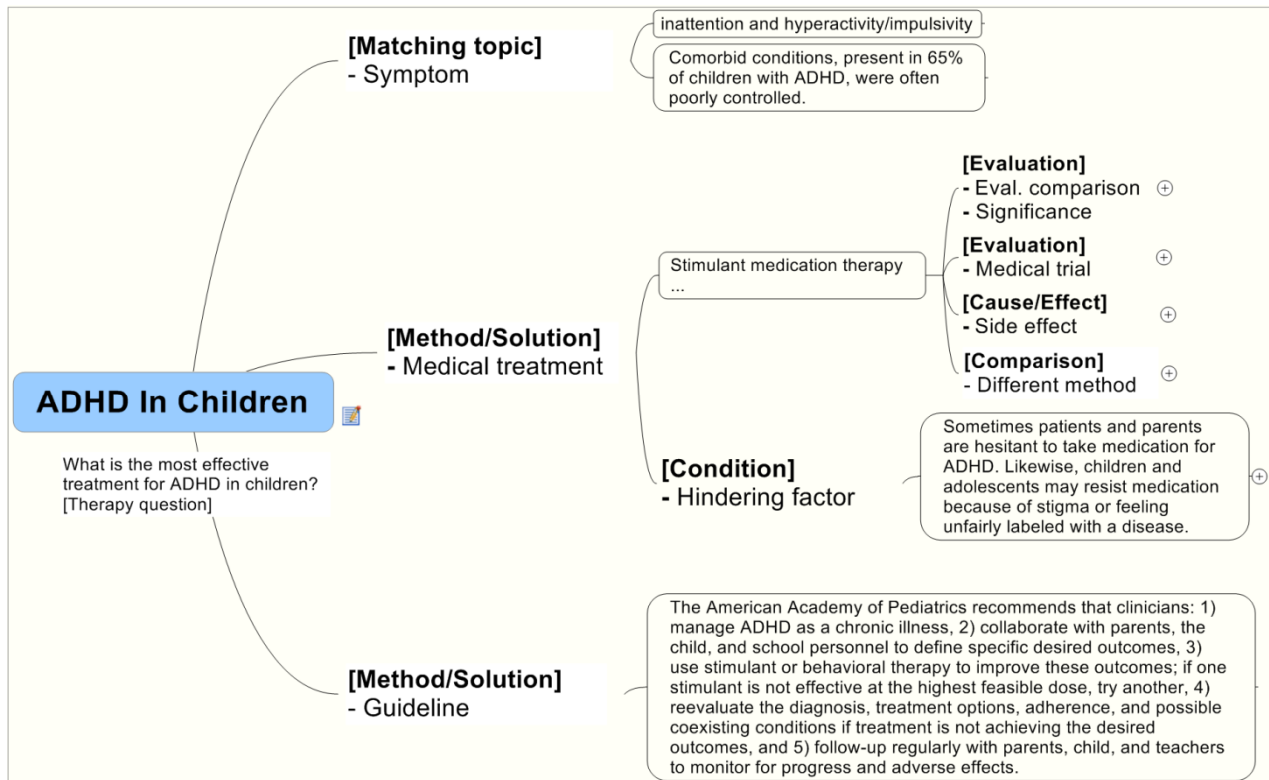 ADHD In Children
What is the most effective
treatment for ADHD in children?
[Therapy question]
[Matching topic]
- Symptom
inattention and hyperactivity/impulsivity
Comorbid conditions, present in 65%
of children with ADHD, were often
poorly controlled.
[Method/Solution]
- Medical treatment
Stimulant medication therapy
...
[Evaluation]
- Eval. comparison
- Significance
[Evaluation]
- Medical trial
[Cause/Effect]
- Side effect
[Comparison]
- Different method
[Condition]
- Hindering factor
Sometimes patients and parents
are hesitant to take medication for
ADHD. Likewise, children and
adolescents may resist medication
because of stigma or feeling
unfairly labeled with a disease.
[Method/Solution]
- Guideline
The American Academy of Pediatrics recommends that clinicians: 1)
manage ADHD as a chronic illness, 2) collaborate with parents, the
child, and school personnel to define specific desired outcomes, 3)
use stimulant or behavioral therapy to improve these outcomes; if one
stimulant is not effective at the highest feasible dose, try another, 4)
reevaluate the diagnosis, treatment options, adherence, and possible
coexisting conditions if treatment is not achieving the desired
outcomes, and 5) follow-up regularly with parents, child, and teachers
to monitor for progress and adverse effects.